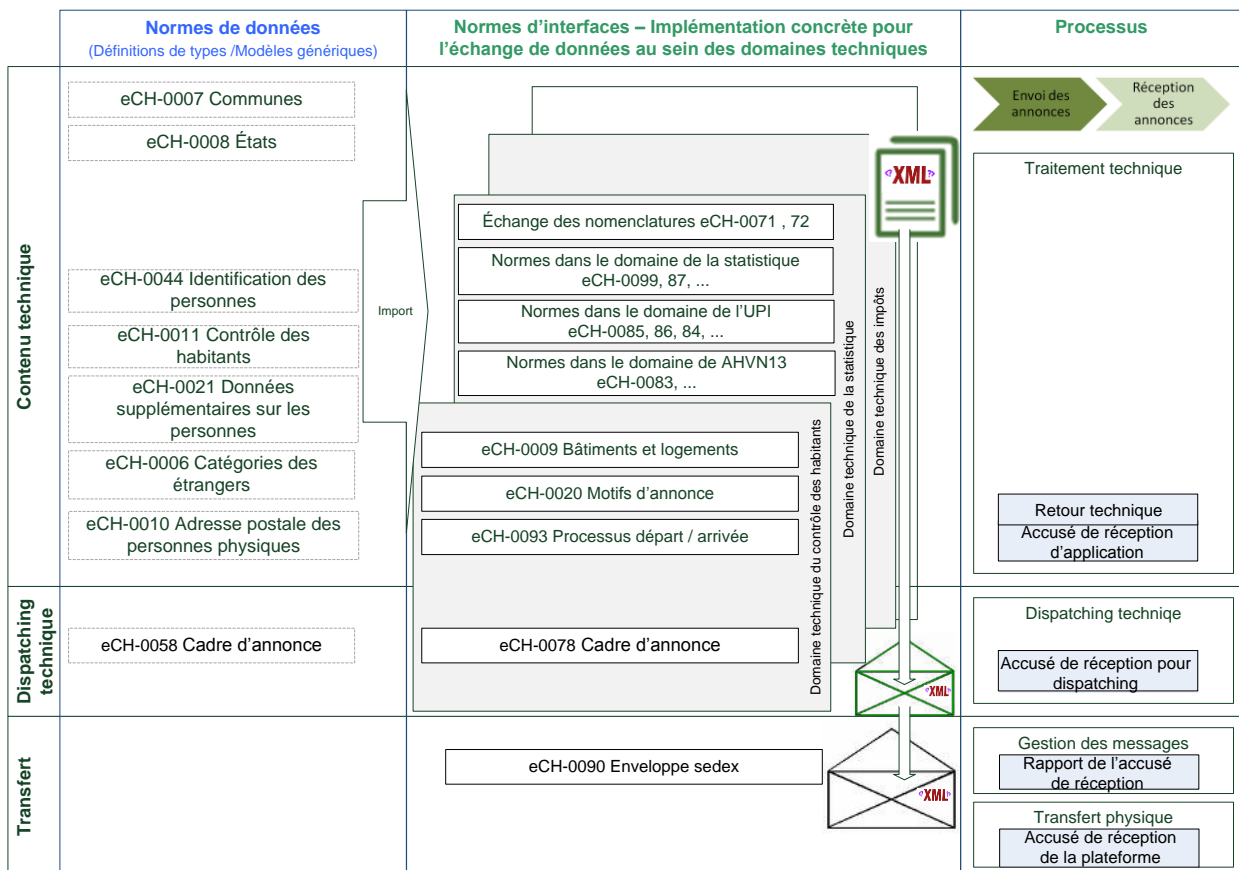 Normes de données
(Définitions de types /Modèles génériques)
Normes d'interfaces – Implémentation concrète pour
l'échange de données au sein des domaines techniques
Processus
Contenu technique
eCH-0007 Communes
eCH-0008 États
eCH-0044 Identification des
personnes
eCH-0011 Contrôle des
habitants
eCH-0021 Données
supplémentaires sur les
personnes
eCH-0006 Catégories des
étrangers
eCH-0010 Adresse postale des
personnes physiques
Import
Échange des nomenclatures eCH-0071 , 72
Normes dans le domaine de la statistique
eCH-0099, 87, ...
Normes dans le domaine de l'UPI
eCH-0085, 86, 84, ...
Normes dans le domaine de AHVN13
eCH-0083, ...
eCH-0009 Bâtiments et logements
eCH-0020 Motifs d'annonce
eCH-0093 Processus départ / arrivée
Domaine technique du contrôle des habitants
Domaine technique de la statistique
Domaine technique des impôts
<XML>
Envoi des
annonces
Réception
des
annonces
Traitement technique
Retour technique
Accusé de réception
d'application
Dispatching
technique
eCH-0058 Cadre d'annonce
eCH-0078 Cadre d'annonce
<XML>
Dispatching techniqe
Accusé de réception pour
dispatching
Transfert
eCH-0090 Enveloppe sedex
<XML>
Gestion des messages
Rapport de l'accusé
de réception
Transfert physique
Accusé de réception
de la plateforme